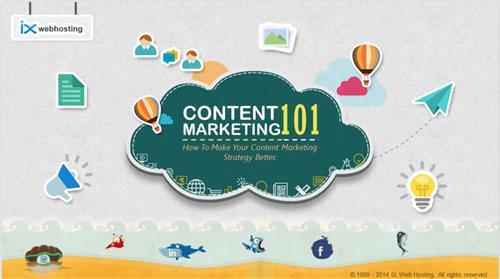 ix webhosting
CONTENT
MARKETING 101
How To Make Your Content Marketing
Strategy Better.
in
f
© 1999 - 2014 IX Web Hosting. All rights reserved